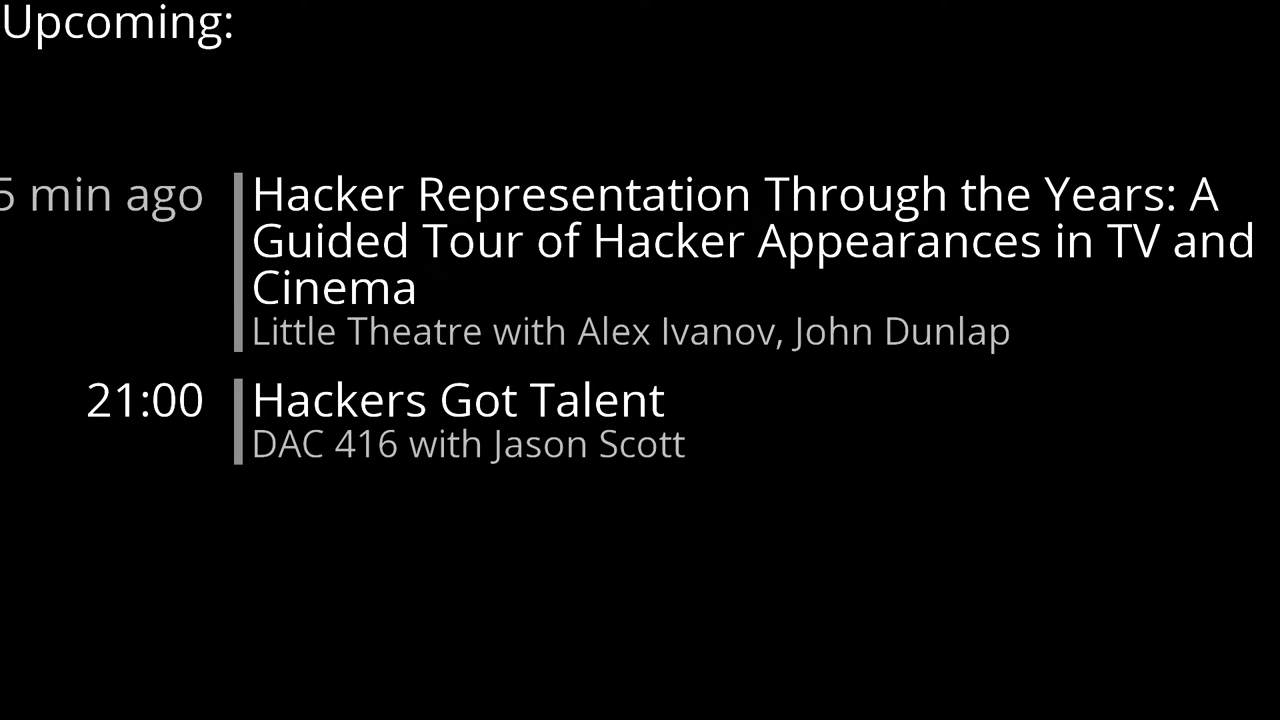 Upcoming:
5 min ago
Hacker Representation Through the Years: A
Guided Tour of Hacker Appearances in TV and
Cinema
Little Theatre with Alex Ivanov, John Dunlap
21:00
Hackers Got Talent
DAC 416 with Jason Scott